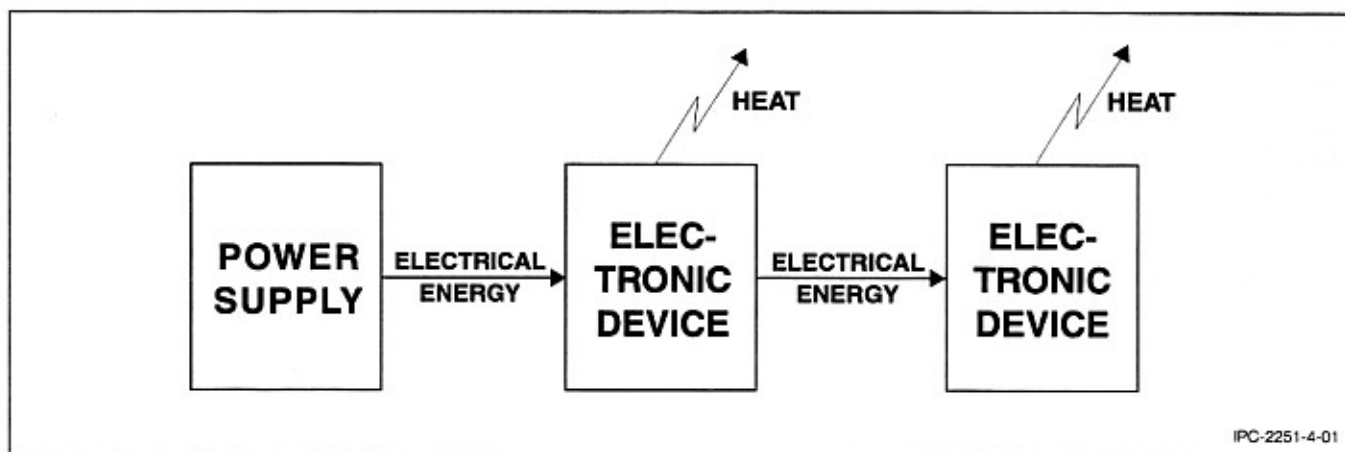 HEAT
HEAT
POWER
SUPPLY
ELECTRICAL
ENERGY
ELEC-
TRONIC
DEVICE
ELECTRICAL
ENERGY
ELEC-
TRONIC
DEVICE
IPC-2251-4-01